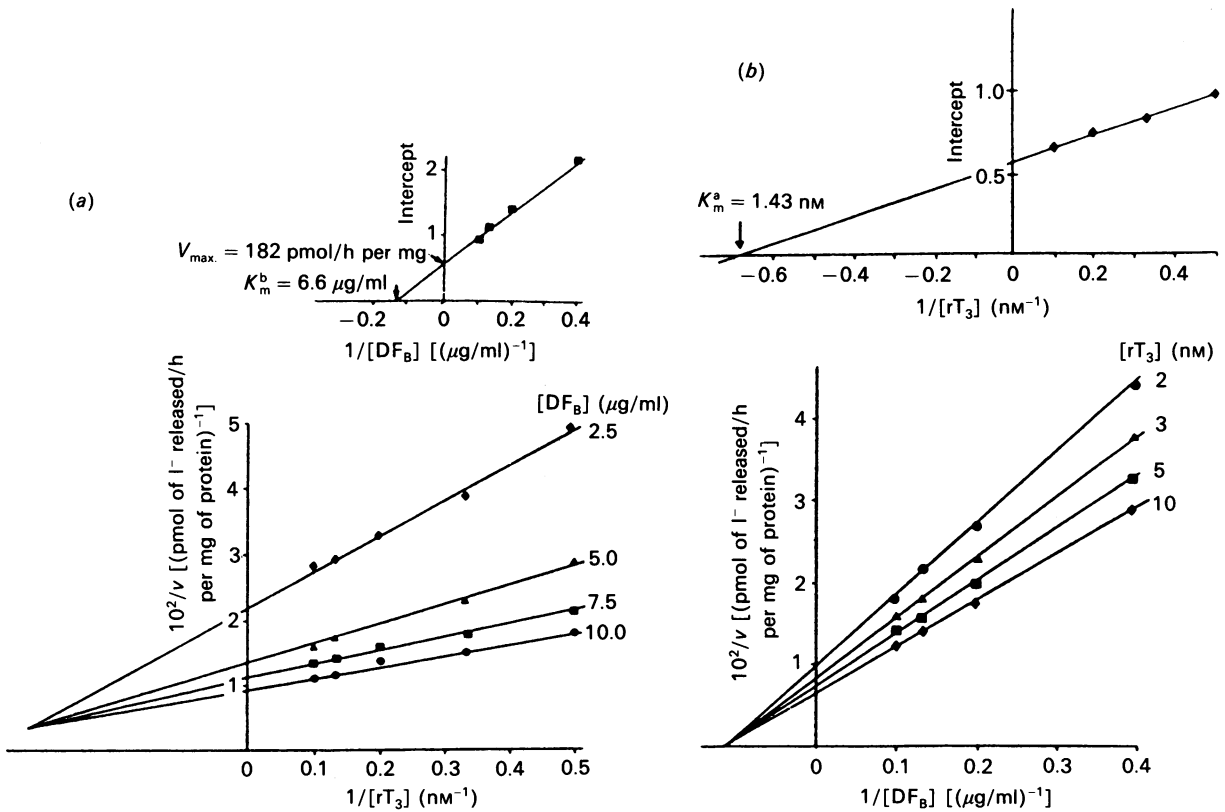 (a)
Intercept
2
1
V_max. = 182 pmol/h per mg
K_m^b = 6.6 µg/ml
−0.2 0 0.2 0.4
1/[DF_B] [(µg/ml)^−1]
10^2/v [(pmol of I^− released/h
per mg of protein)^−1]
5
4
3
2
1
[DF_B] (µg/ml)
2.5
5.0
7.5
10.0
0 0.1 0.2 0.3 0.4 0.5
1/[rT_3] (nM^−1)
(b)
Intercept
1.0
0.5
K_m^a = 1.43 nM
−0.6 −0.4 −0.2 0 0.2 0.4
1/[rT_3] (nM^−1)
10^2/v [(pmol of I^− released/h
per mg of protein)^−1]
4
3
2
1
[rT_3] (nM)
2
3
5
10
0 0.1 0.2 0.3 0.4
1/[DF_B] [(µg/ml)^−1]